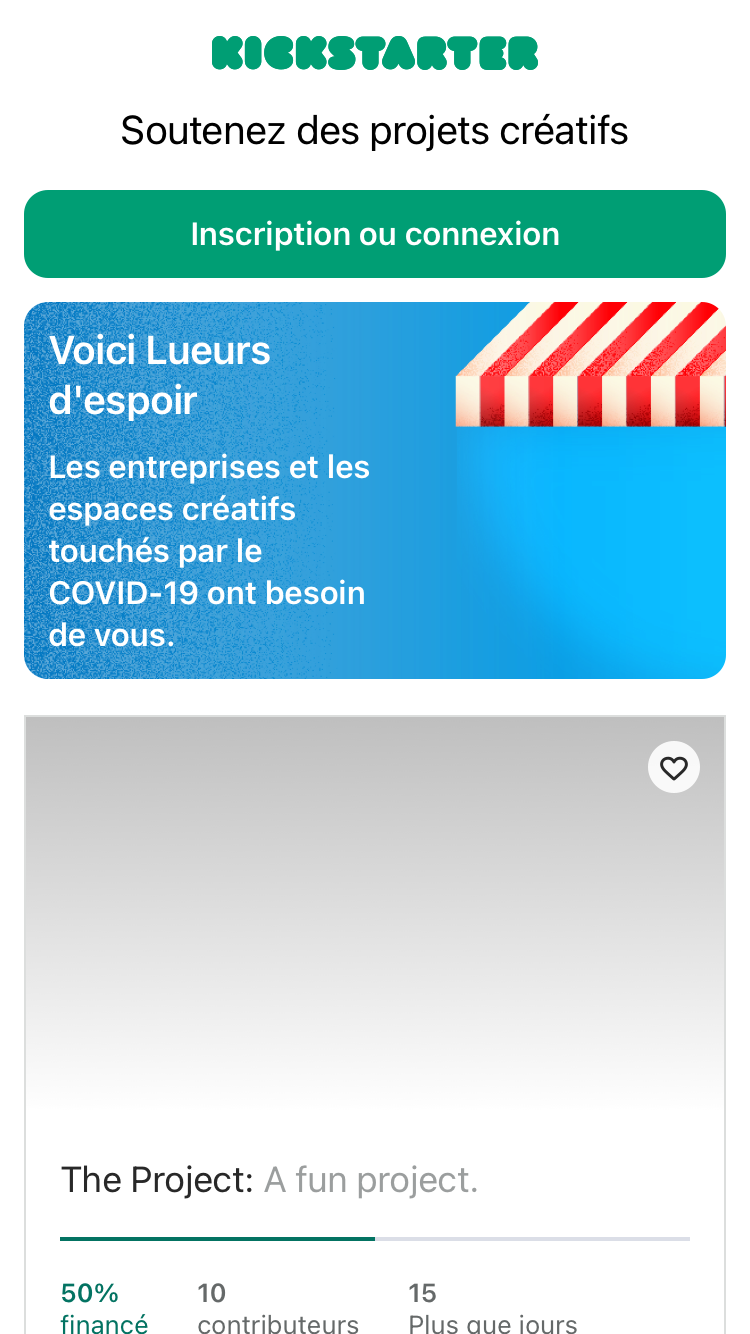 KICKSTARTER
Soutenez des projets créatifs
Inscription ou connexion
Voici Lueurs
d'espoir
Les entreprises et les
espaces créatifs
touchés par le
COVID-19 ont besoin
de vous.
The Project: A fun project.
50% 10 15
financé contributeurs Plus que jours